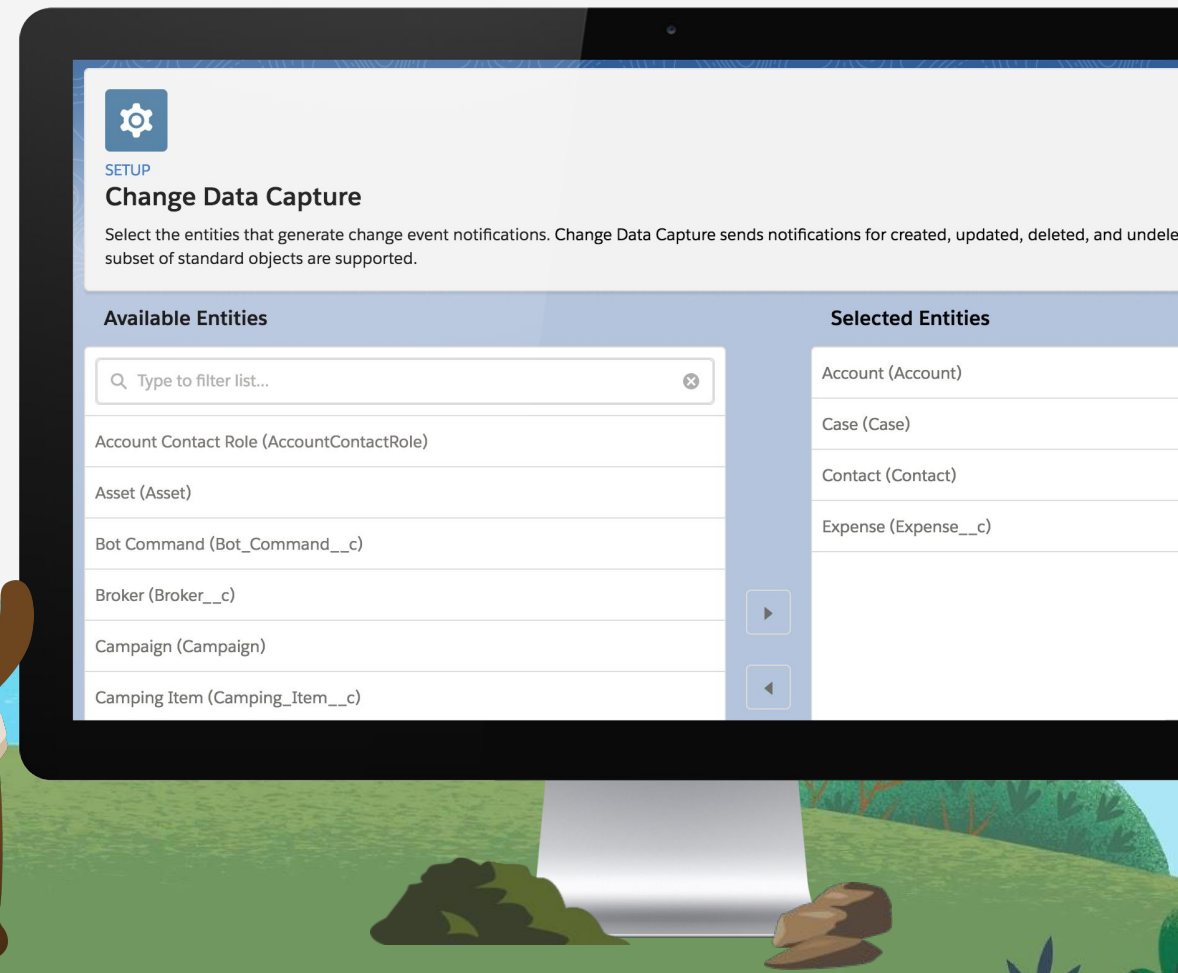 SETUP
Change Data Capture
Select the entities that generate change event notifications. Change Data Capture sends notifications for created, updated, deleted, and undele
subset of standard objects are supported.
Available Entities
Selected Entities
Type to filter list...
Account Contact Role (AccountContactRole)
Asset (Asset)
Bot Command (Bot_Command__c)
Broker (Broker__c)
Campaign (Campaign)
Camping Item (Camping_Item__c)
Account (Account)
Case (Case)
Contact (Contact)
Expense (Expense__c)